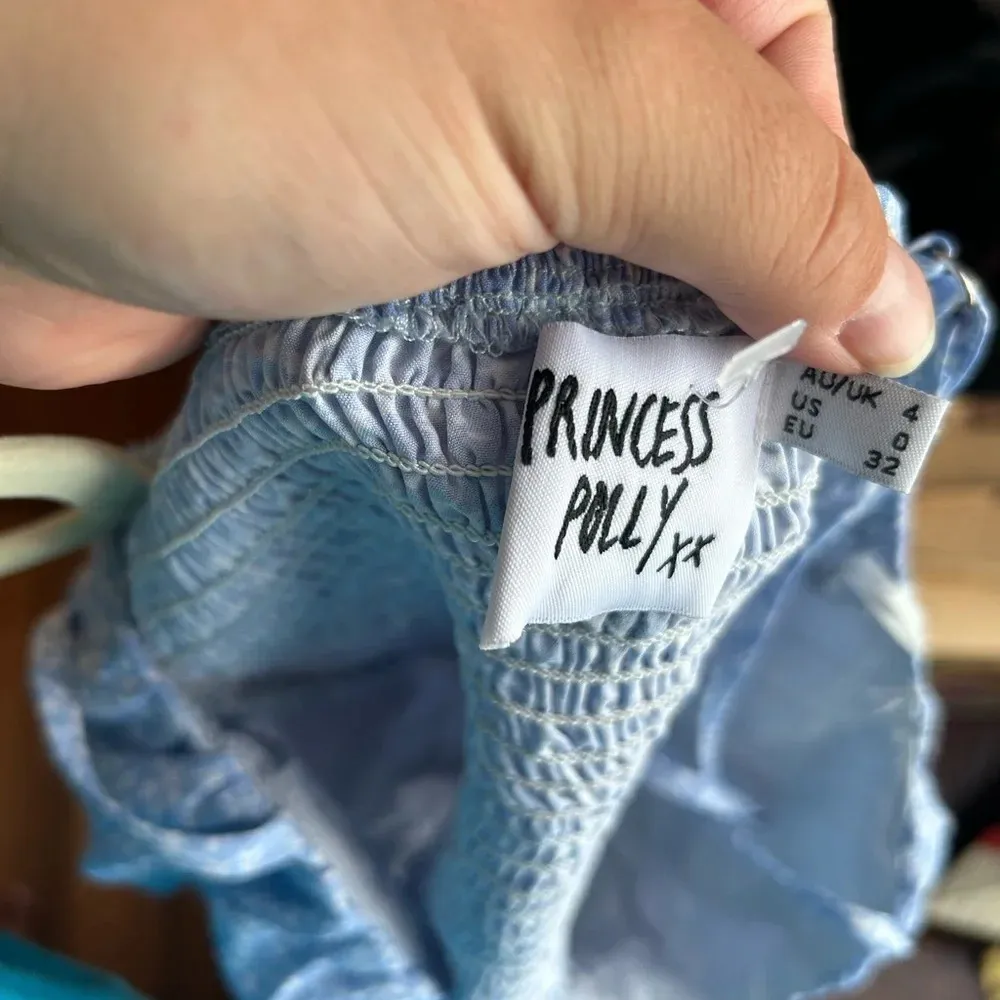 PRINCESS
POLLY xx
AU/UK 4
US 0
EU 32